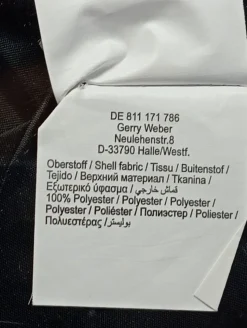 DE 811 171 786
Gerry Weber
Neulehenstr.8
D-33790 Halle/Westf.
Oberstoff / Shell fabric / Tissu / Buitenstof /
Tejido / Верхний материал / Tkanina /
Εξωτερικό ύφασμα / قماش خارجي /
100% Polyester / Polyester / Polyester /
Polyester / Poliéster / Полиэстер / Poliester /
Πολυεστέρας / بوليستر